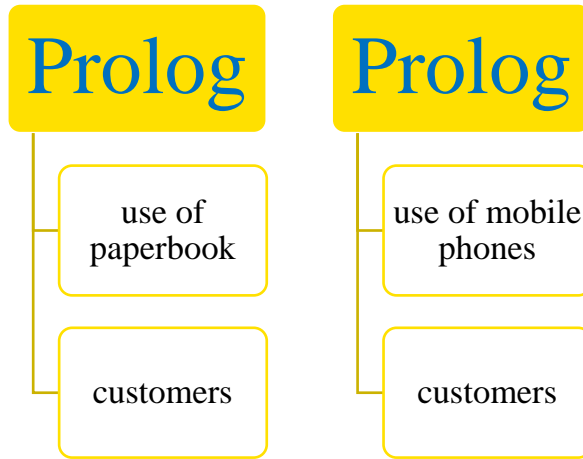 Prolog
use of
paperbook
customers
Prolog
use of mobile
phones
customers